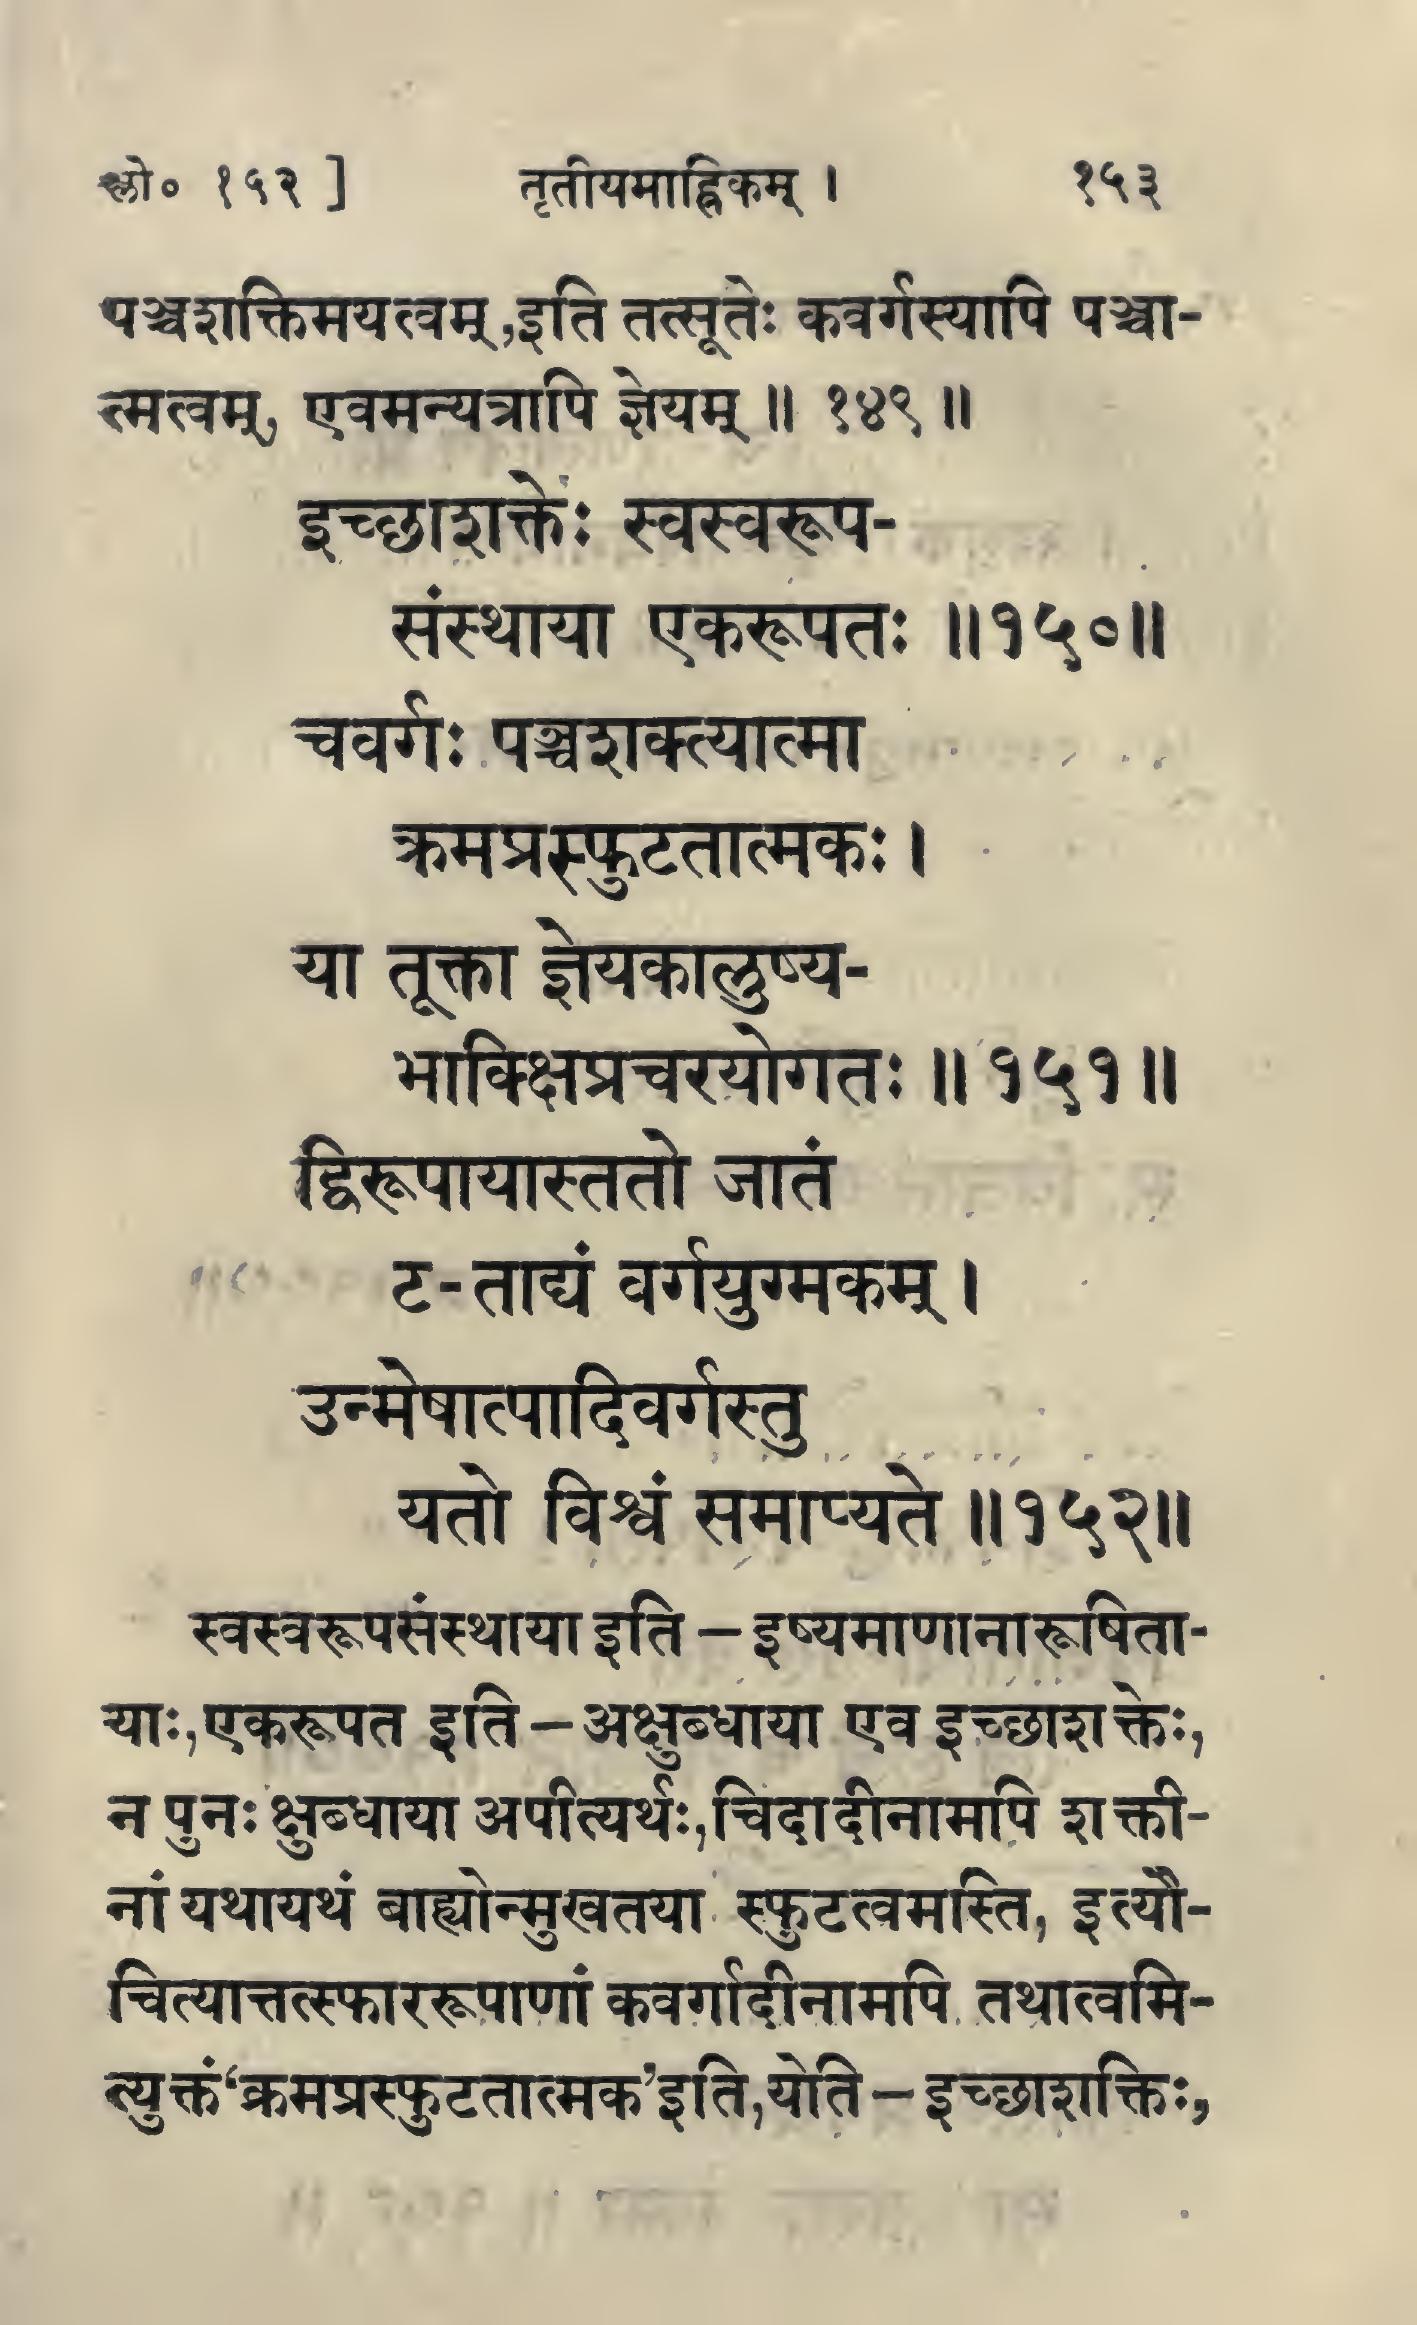 श्लो० १५२ ] तृतीयमाह्निकम् । १५३
पञ्चशक्तिमयत्वम्,इति तत्सूतेः कवर्गस्यापि पञ्चा-
त्मत्वम्, एवमन्यत्रापि ज्ञेयम् ॥ १४९ ॥
इच्छाशक्तेः स्वस्वरूप-
संस्थाया एकरूपतः ॥१५०॥
चवर्गः पञ्चशक्त्यात्मा
क्रमप्रस्फुटतात्मकः ।
या तूक्ता ज्ञेयकालुष्य-
भाक्क्षिप्रचरयोगतः ॥ १५१ ॥
द्विरूपायास्ततो जातं
ट-ताद्यं वर्गयुग्मकम् ।
उन्मेषात्पादिवर्गस्तु
यतो विश्वं समाप्यते ॥१५२॥
स्वस्वरूपसंस्थाया इति – इष्यमाणानारूषिता-
याः,एकरूपत इति – अक्षुब्धाया एव इच्छाशक्तेः,
न पुनः क्षुब्धाया अपीत्यर्थः,चिदादीनामपि शक्ती-
नां यथायथं बाह्योन्मुखतया स्फुटत्वमस्ति, इत्यौ-
चित्यात्तत्स्फाररूपाणां कवर्गादीनामपि तथात्वमि-
त्युक्तं‘क्रमप्रस्फुटतात्मक’इति,येति – इच्छाशक्तिः,